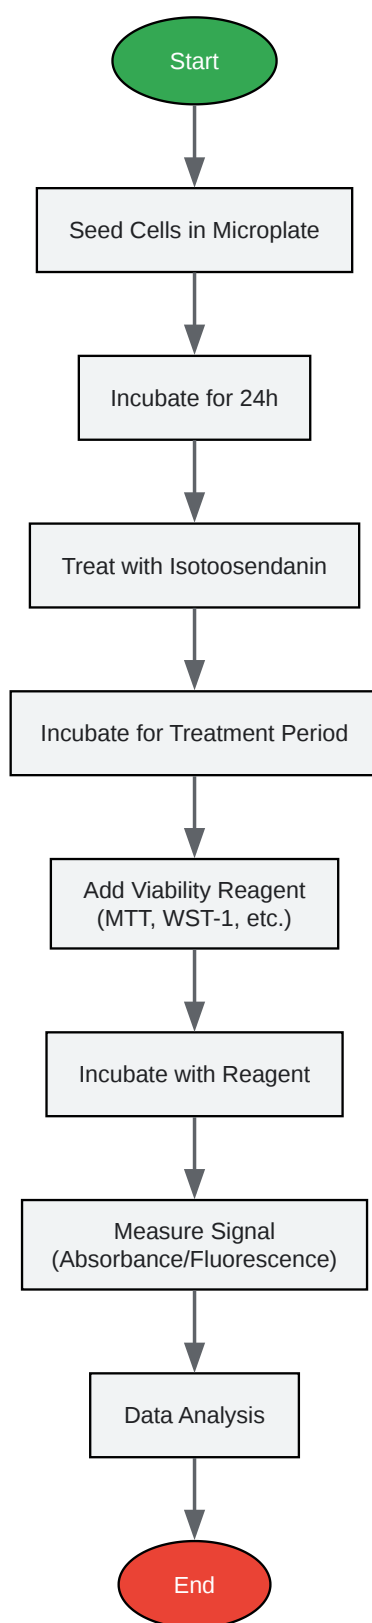 Start
Seed Cells in Microplate
Incubate for 24h
Treat with Isotoosendanin
Incubate for Treatment Period
Add Viability Reagent
(MTT, WST-1, etc.)
Incubate with Reagent
Measure Signal
(Absorbance/Fluorescence)
Data Analysis
End